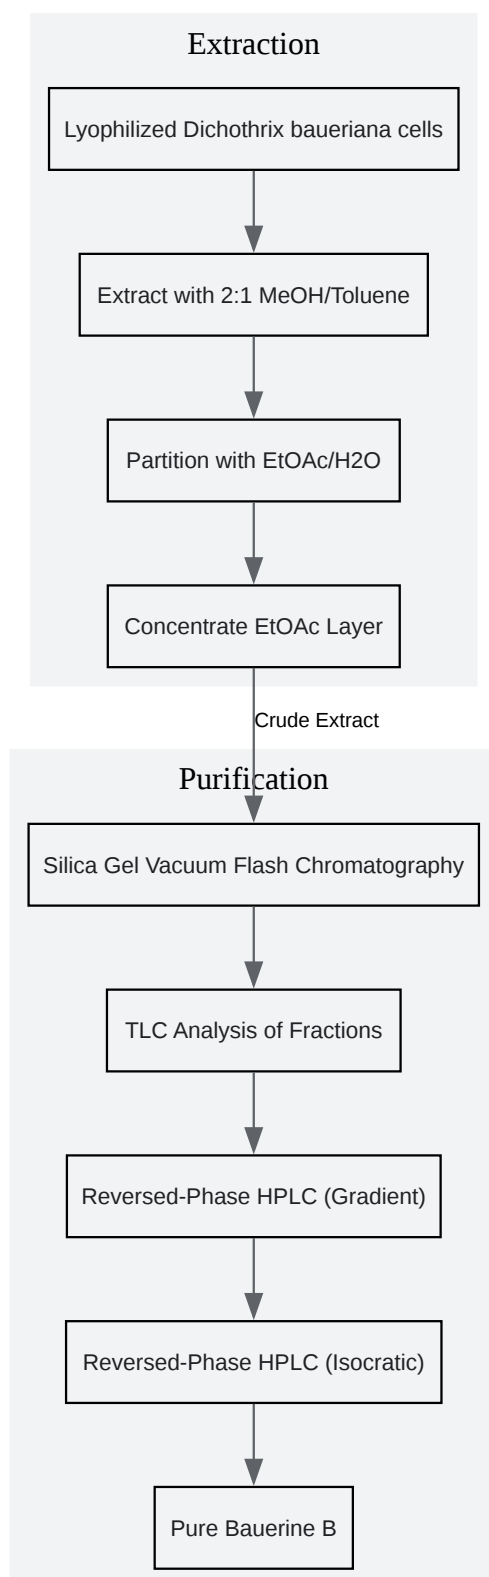 Extraction
Lyophilized Dichothrix baueriana cells
Extract with 2:1 MeOH/Toluene
Partition with EtOAc/H2O
Concentrate EtOAc Layer
Crude Extract
Purification
Silica Gel Vacuum Flash Chromatography
TLC Analysis of Fractions
Reversed-Phase HPLC (Gradient)
Reversed-Phase HPLC (Isocratic)
Pure Bauerine B